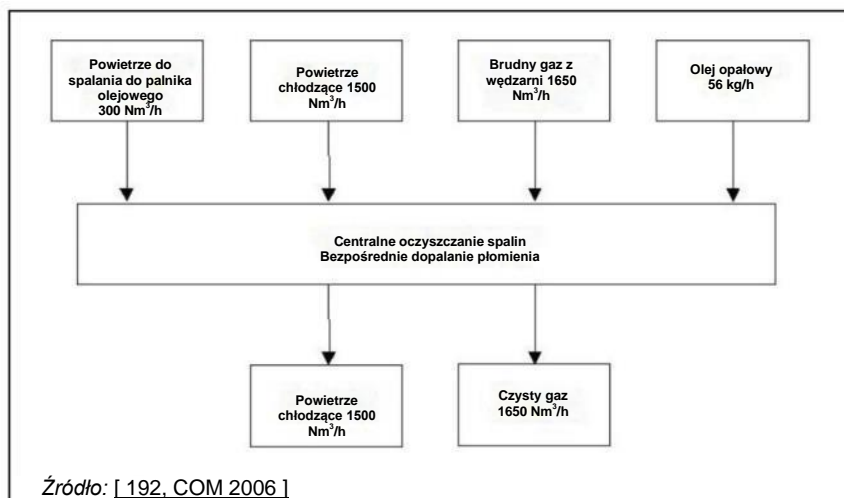 Powietrze do
spalania do palnika
olejowego
300 Nm³/h
Powietrze
chłodzące 1500
Nm³/h
Brudny gaz z
wędzarni 1650
Nm³/h
Olej opałowy
56 kg/h
Centralne oczyszczanie spalin
Bezpośrednie dopalanie płomienia
Powietrze
chłodzące 1500
Nm³/h
Czysty gaz
1650 Nm³/h
Źródło: [ 192, COM 2006 ]